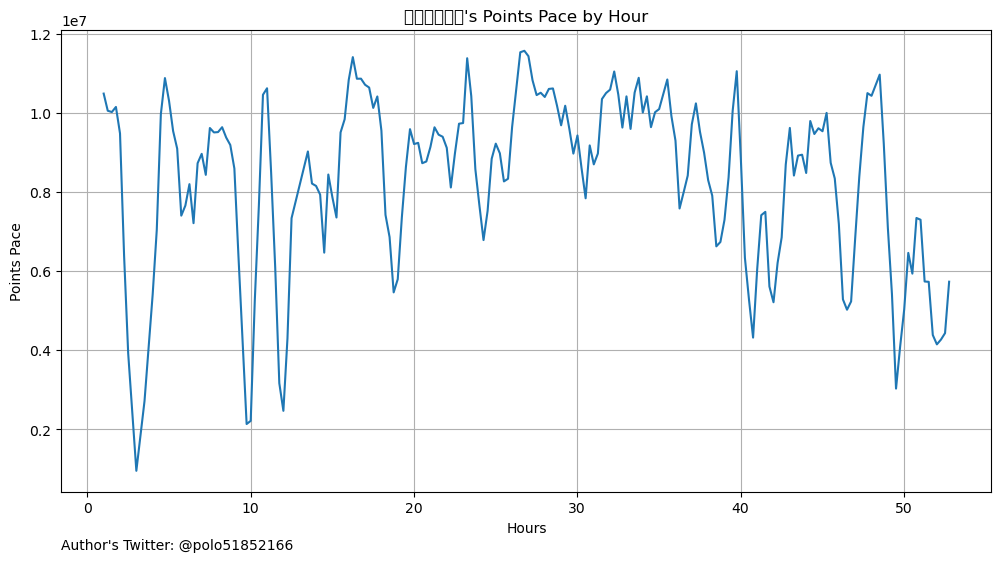 ▯▯▯▯▯▯'s Points Pace by Hour
1e7
1.2
1.0
0.8
0.6
0.4
0.2
Points Pace
0
10
20
30
40
50
Hours
Author's Twitter: @polo51852166